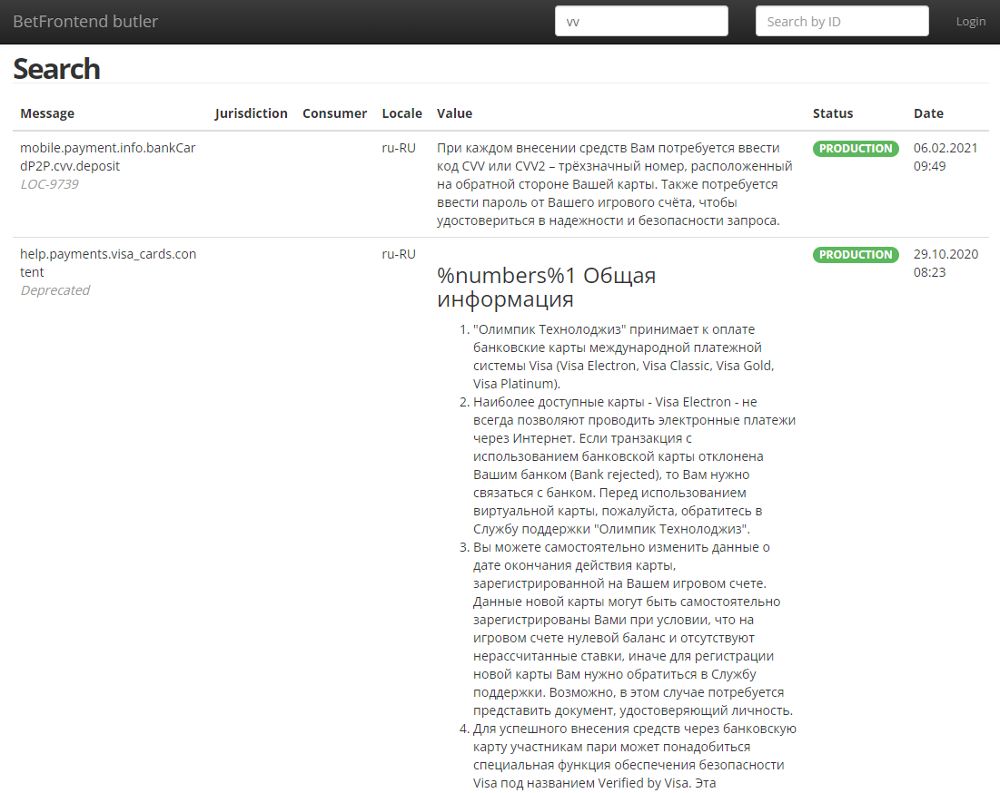 BetFrontend butler
vv
Search by ID
Login
Search
Message Jurisdiction Consumer Locale Value Status Date
mobile.payment.info.bankCar
dP2P.cvv.deposit
LOC-9739
ru-RU
При каждом внесении средств Вам потребуется ввести
код CVV или CVV2 – трёхзначный номер, расположенный
на обратной стороне Вашей карты. Также потребуется
ввести пароль от Вашего игрового счёта, чтобы
удостовериться в надежности и безопасности запроса.
PRODUCTION
06.02.2021
09:49
help.payments.visa_cards.con
tent
Deprecated
ru-RU
%numbers%1 Общая
информация
1. "Олимпик Технолоджиз" принимает к оплате
банковские карты международной платежной
системы Visa (Visa Electron, Visa Classic, Visa Gold,
Visa Platinum).
2. Наиболее доступные карты - Visa Electron - не
всегда позволяют проводить электронные платежи
через Интернет. Если транзакция с
использованием банковской карты отклонена
Вашим банком (Bank rejected), то Вам нужно
связаться с банком. Перед использованием
виртуальной карты, пожалуйста, обратитесь в
Службу поддержки "Олимпик Технолоджиз".
3. Вы можете самостоятельно изменить данные о
дате окончания действия карты,
зарегистрированной на Вашем игровом счете.
Данные новой карты могут быть самостоятельно
зарегистрированы Вами при условии, что на
игровом счете нулевой баланс и отсутствуют
нерассчитанные ставки, иначе для регистрации
новой карты Вам нужно обратиться в Службу
поддержки. Возможно, в этом случае потребуется
представить документ, удостоверяющий личность.
4. Для успешного внесения средств через банковскую
карту участникам пари может понадобиться
специальная функция обеспечения безопасности
Visa под названием Verified by Visa. Эта
PRODUCTION
29.10.2020
08:23